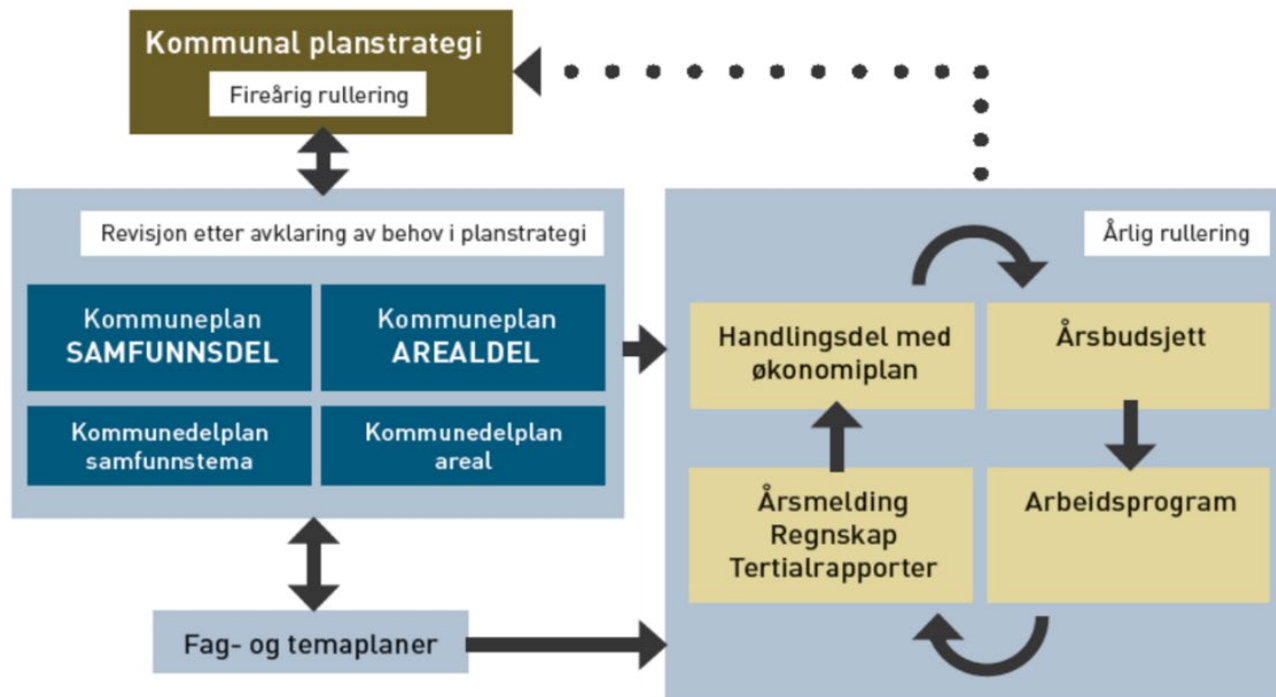 Kommunal planstrategi
Fireårig rullering
Revisjon etter avklaring av behov i planstrategi
Kommuneplan
SAMFUNNSDEL
Kommuneplan
AREALDEL
Kommunedelplan
samfunnstema
Kommunedelplan
areal
Fag- og temaplaner
Årlig rullering
Handlingsdel med
økonomiplan
Årsbudsjett
Årsmelding
Regnskap
Tertialrapporter
Arbeidsprogram